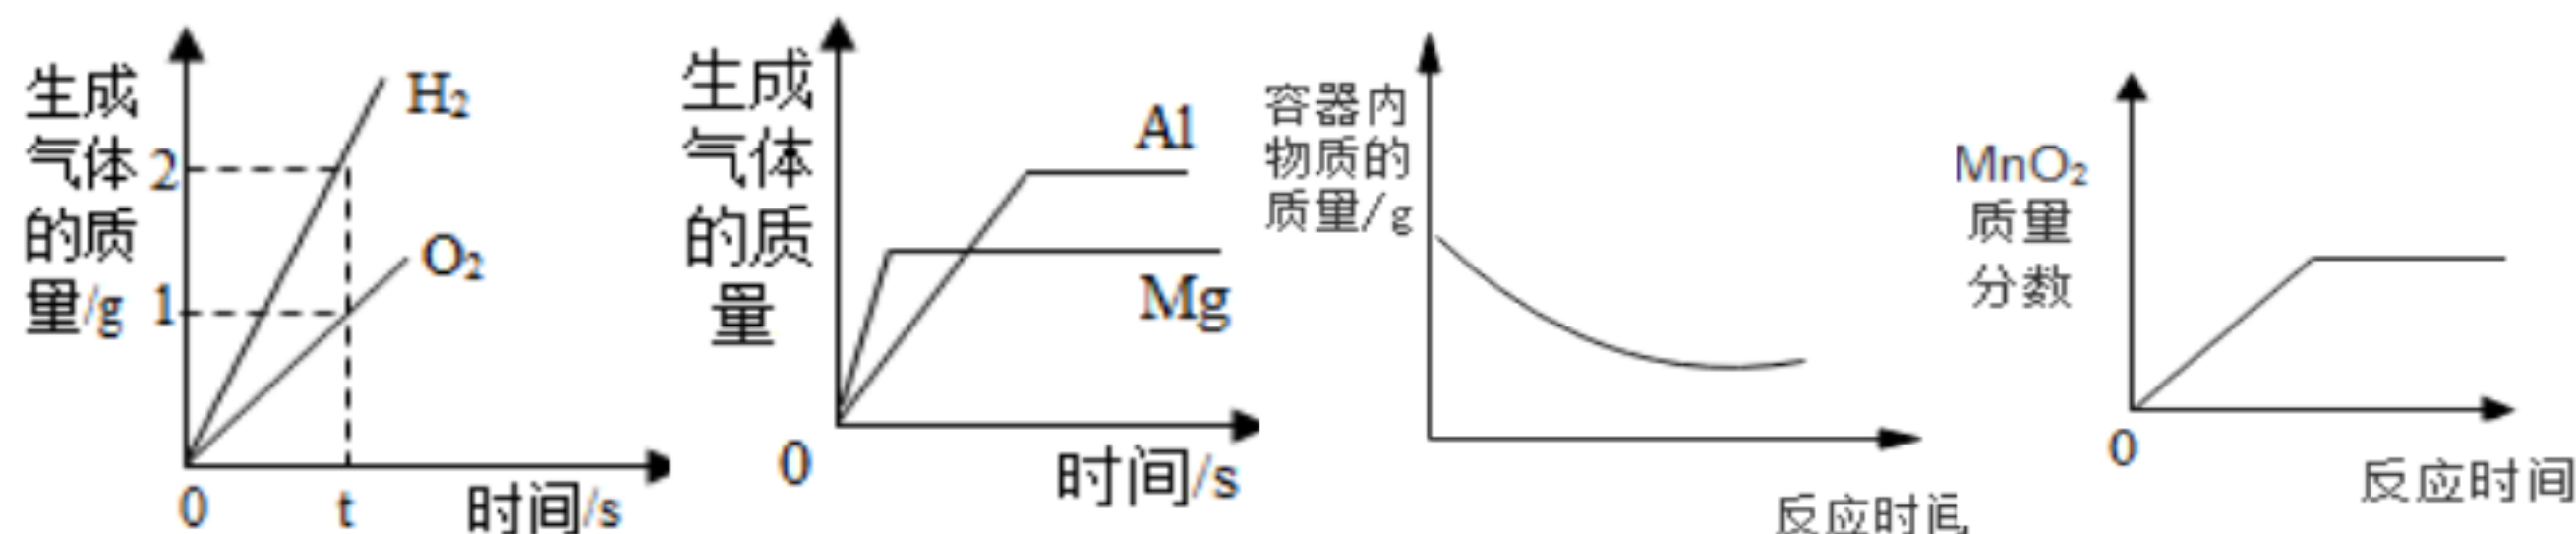 生成
气体
的质
量/g
H₂
O₂
2
1
0
t
时间/s
生成
气体
的质
量
Al
Mg
0
时间/s
容器内
物质的
质量/g
反应时间
MnO₂
质量
分数
0
反应时间